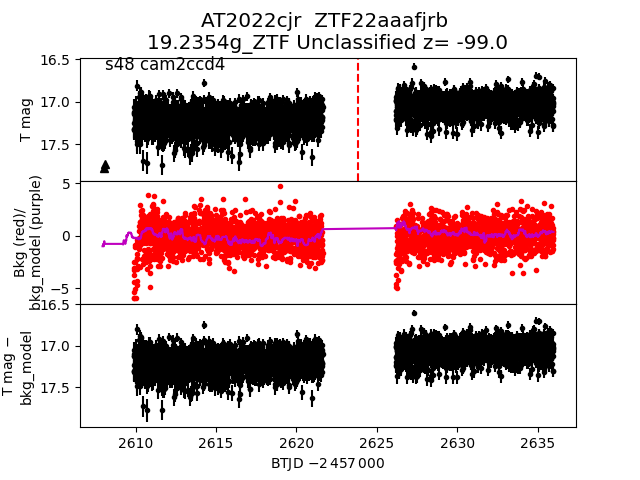 AT2022cjr  ZTF22aaafjrb
19.2354g_ZTF Unclassified z= -99.0
s48 cam2ccd4
16.5
17.0
17.5
T mag
5
0
−5
Bkg (red)/
bkg_model (purple)
16.5
17.0
17.5
T mag −
bkg_model
2610 2615 2620 2625 2630 2635
BTJD −2 457 000